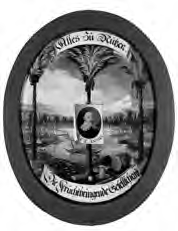 Alles zu Nutzen
Die Fruchtbringende Gesellschaft